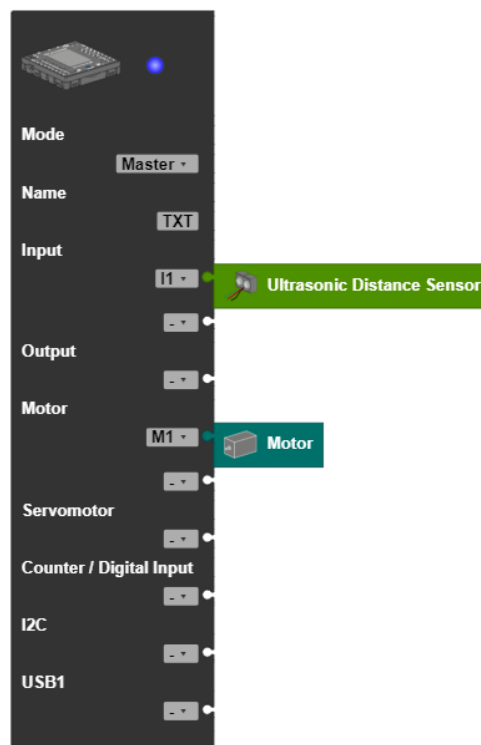 Mode
Master
Name
TXT
Input
I1
Ultrasonic Distance Sensor
-
Output
-
Motor
M1
Motor
-
Servomotor
-
Counter / Digital Input
-
I2C
-
USB1
-